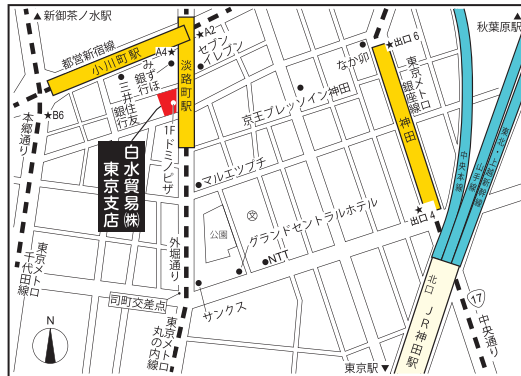 新御茶ノ水駅
秋葉原駅
都営新宿線
小川町駅
A4
A2
セブン
イレブン
みずほ
銀行
三井住友
銀行
淡路町駅
なか卯
出口6
東京メトロ
銀座線
神田
京王プレッソイン神田
東北・上越新幹線
山手線
中央本線
B6
本郷通り
1Fドミノピザ
白水貿易㈱
東京支店
マルエツプチ
文
公園
グランドセントラルホテル
出口4
NTT
外堀通り
東京メトロ
千代田線
司町交差点
サンクス
東京メトロ
丸の内線
N
北口
JR神田駅
17
中央通り
東京駅